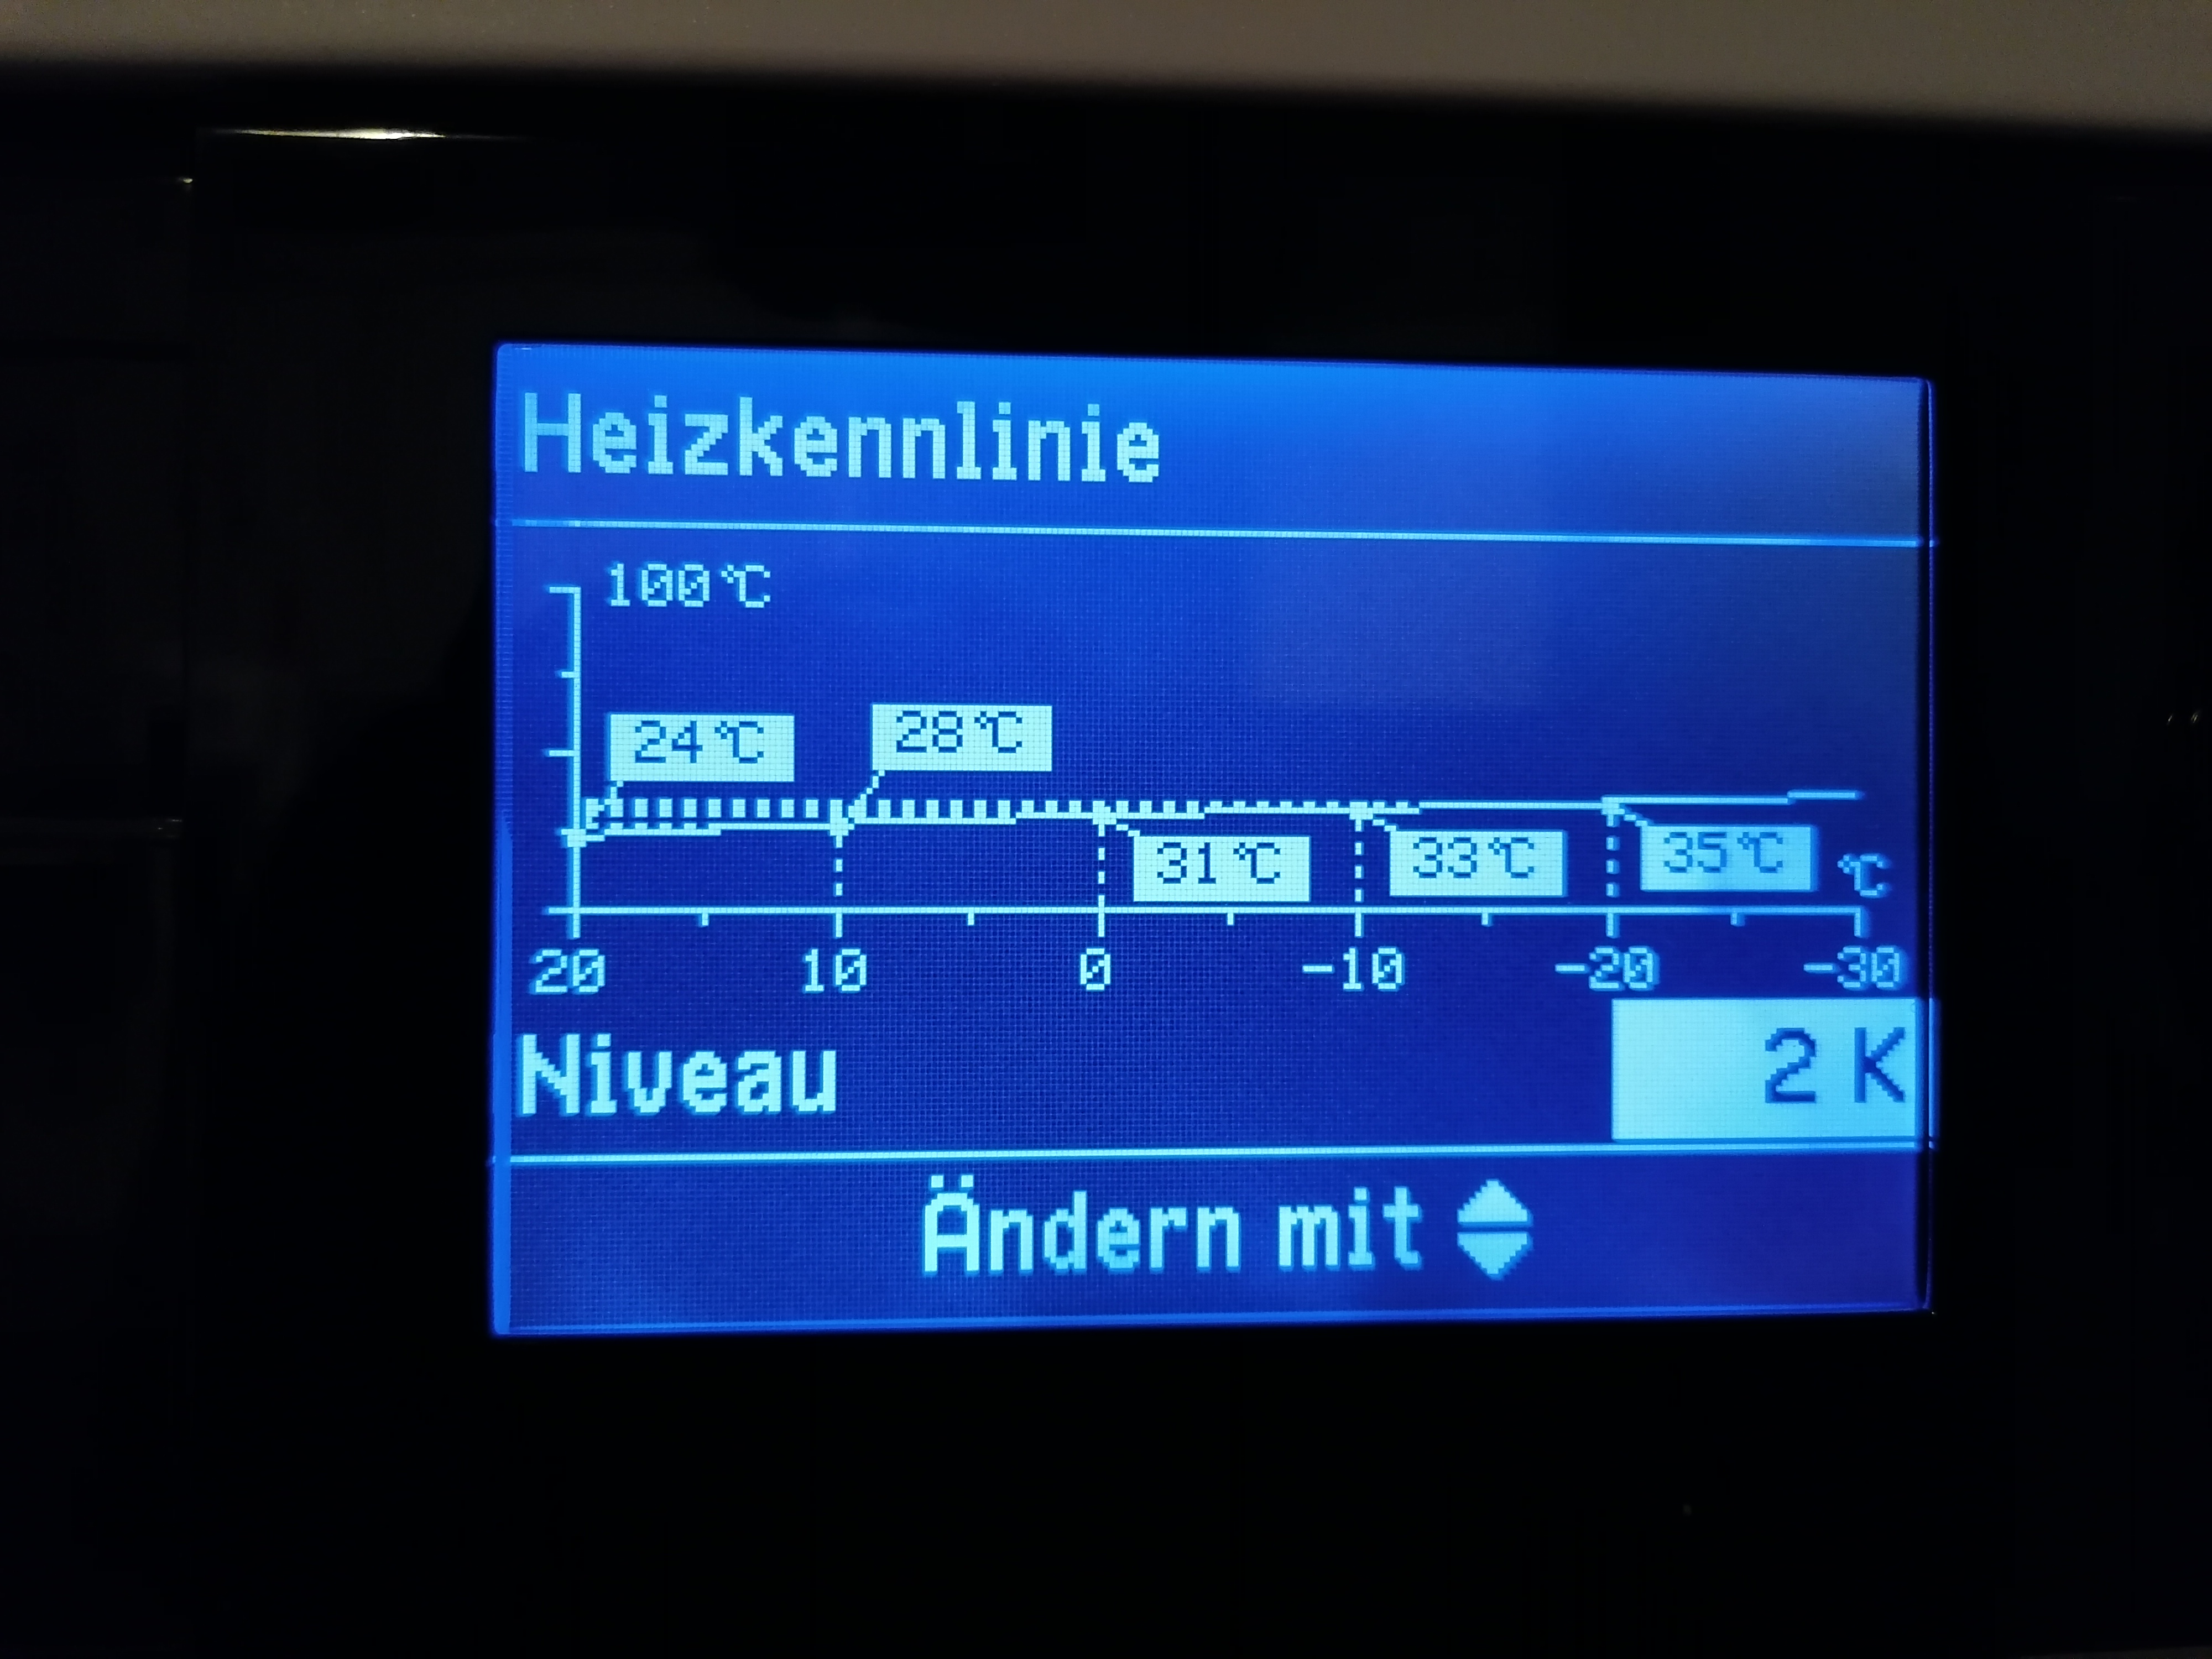 Heizkennlinie
100°C
24°C 28°C
31°C 33°C 35°C °C
20 10 0 -10 -20 -30
Niveau 2 K
Ändern mit